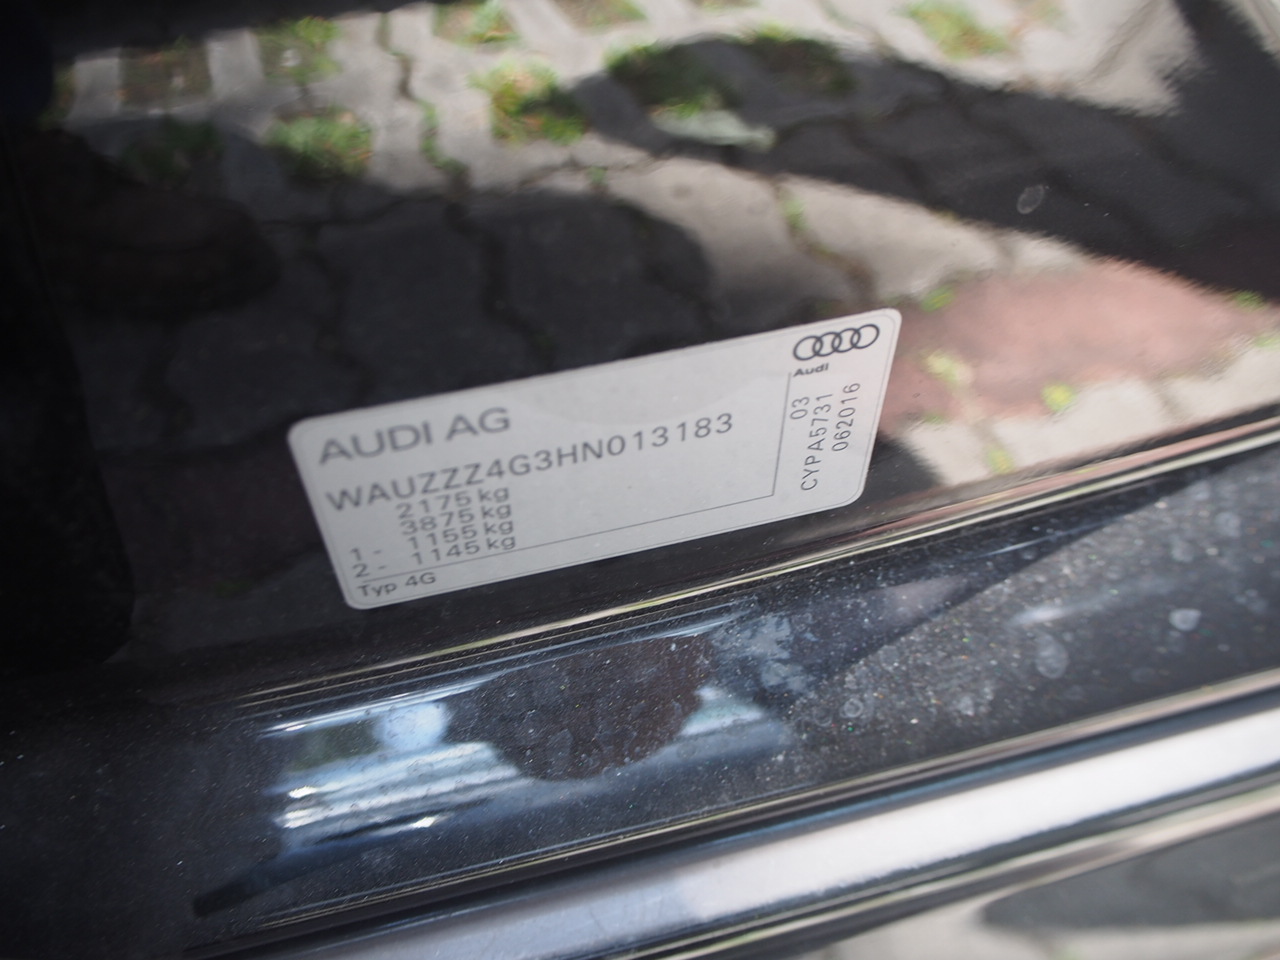 AUDI AG
WAUZZZ4G3HN013183
2175 kg
3875 kg
1 - 1155 kg
2 - 1145 kg
Typ 4G
Audi
03
CYPA5731
062016